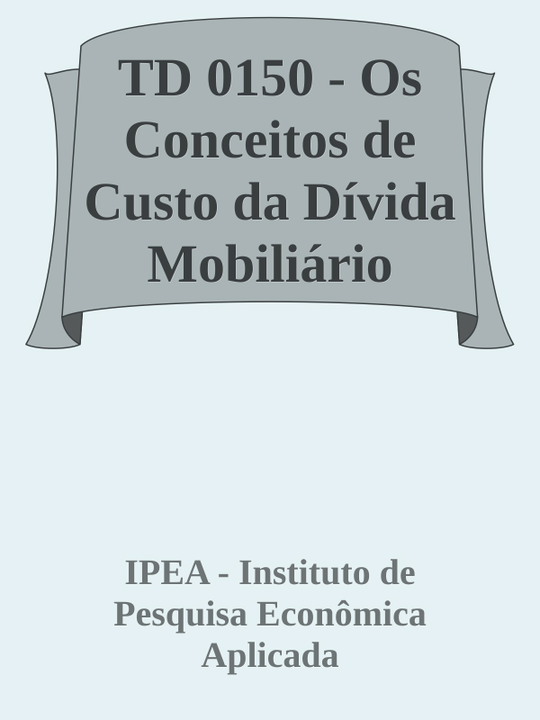 TD 0150 - Os
Conceitos de
Custo da Dívida
Mobiliário
IPEA - Instituto de
Pesquisa Econômica
Aplicada